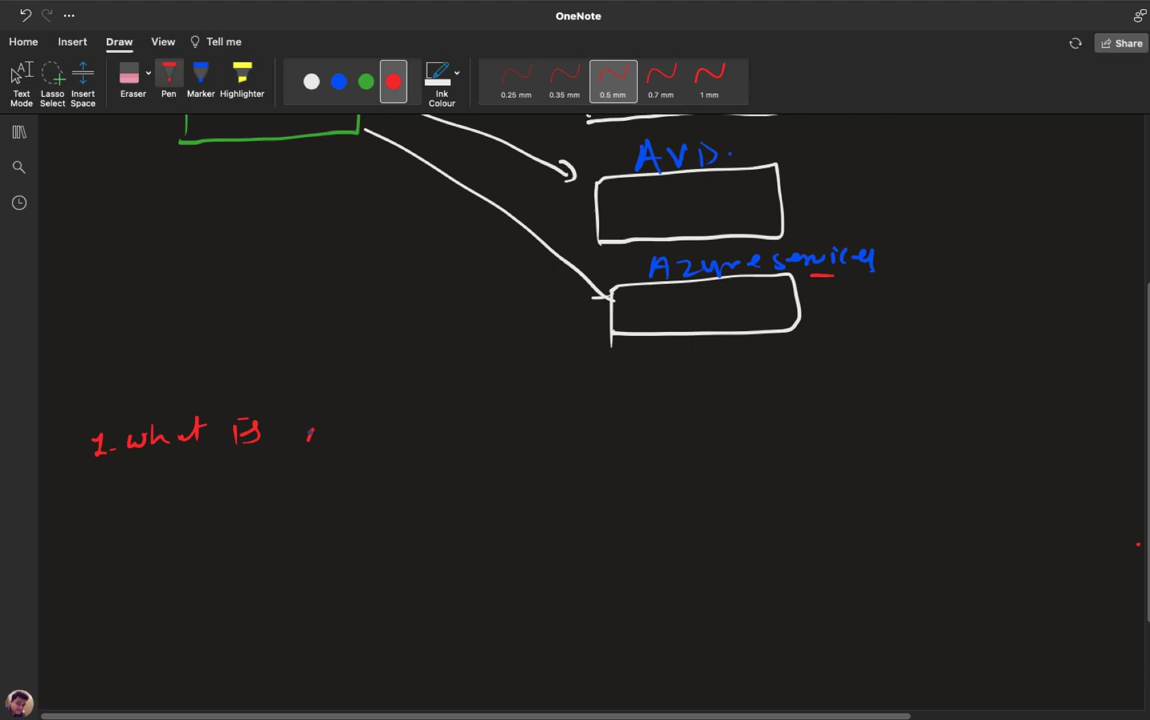 OneNote
Home Insert Draw View Tell me
Share
Text Mode
Lasso Select
Insert Space
Eraser
Pen
Marker
Highlighter
Ink Colour
0.25 mm
0.35 mm
0.5 mm
0.7 mm
1 mm
AVD.
Azure services
1. what is